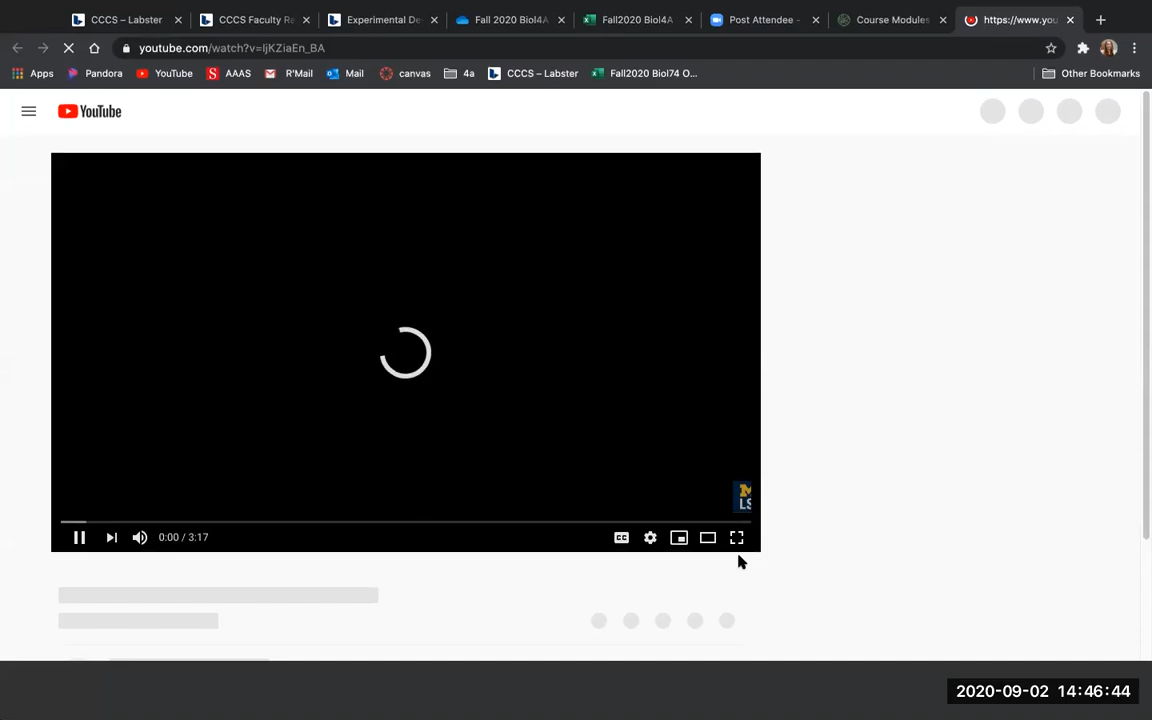 CCCS – Labster
CCCS Faculty Re
Experimental De
Fall 2020 Biol4A
Fall2020 Biol4A
Post Attendee -
Course Modules
https://www.you
youtube.com/watch?v=IjKZiaEn_BA
Apps
Pandora
YouTube
AAAS
R'Mail
Mail
canvas
4a
CCCS – Labster
Fall2020 Biol74 O...
Other Bookmarks
YouTube
M
LS
0:00 / 3:17
CC
2020-09-02 14:46:44